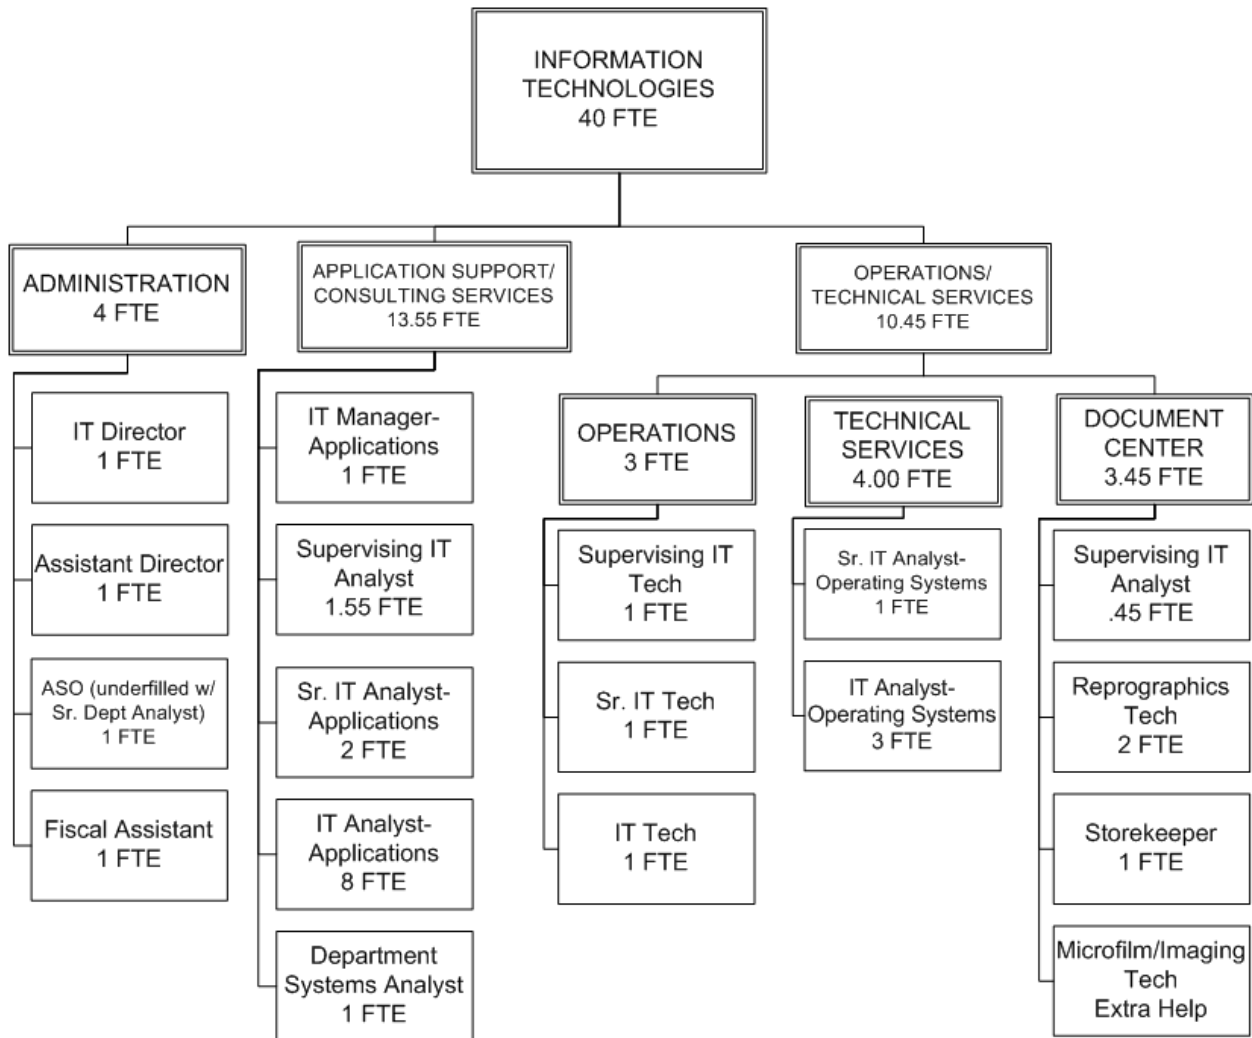 INFORMATION
TECHNOLOGIES
40 FTE
ADMINISTRATION
4 FTE
APPLICATION SUPPORT/
CONSULTING SERVICES
13.55 FTE
OPERATIONS/
TECHNICAL SERVICES
10.45 FTE
IT Director
1 FTE
Assistant Director
1 FTE
ASO (underfilled w/
Sr. Dept Analyst)
1 FTE
Fiscal Assistant
1 FTE
IT Manager-
Applications
1 FTE
Supervising IT
Analyst
1.55 FTE
Sr. IT Analyst-
Applications
2 FTE
IT Analyst-
Applications
8 FTE
Department
Systems Analyst
1 FTE
OPERATIONS
3 FTE
Supervising IT
Tech
1 FTE
Sr. IT Tech
1 FTE
IT Tech
1 FTE
TECHNICAL
SERVICES
4.00 FTE
Sr. IT Analyst-
Operating Systems
1 FTE
IT Analyst-
Operating Systems
3 FTE
DOCUMENT
CENTER
3.45 FTE
Supervising IT
Analyst
.45 FTE
Reprographics
Tech
2 FTE
Storekeeper
1 FTE
Microfilm/Imaging
Tech
Extra Help